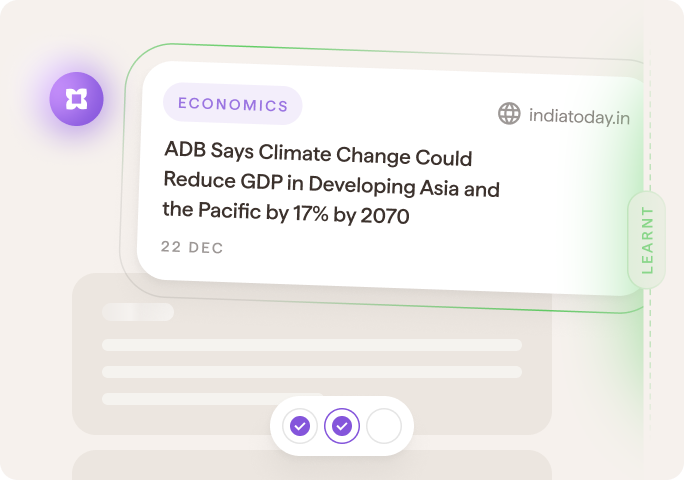 ECONOMICS
indiatoday.in
ADB Says Climate Change Could
Reduce GDP in Developing Asia and
the Pacific by 17% by 2070
22 DEC
LEARNT